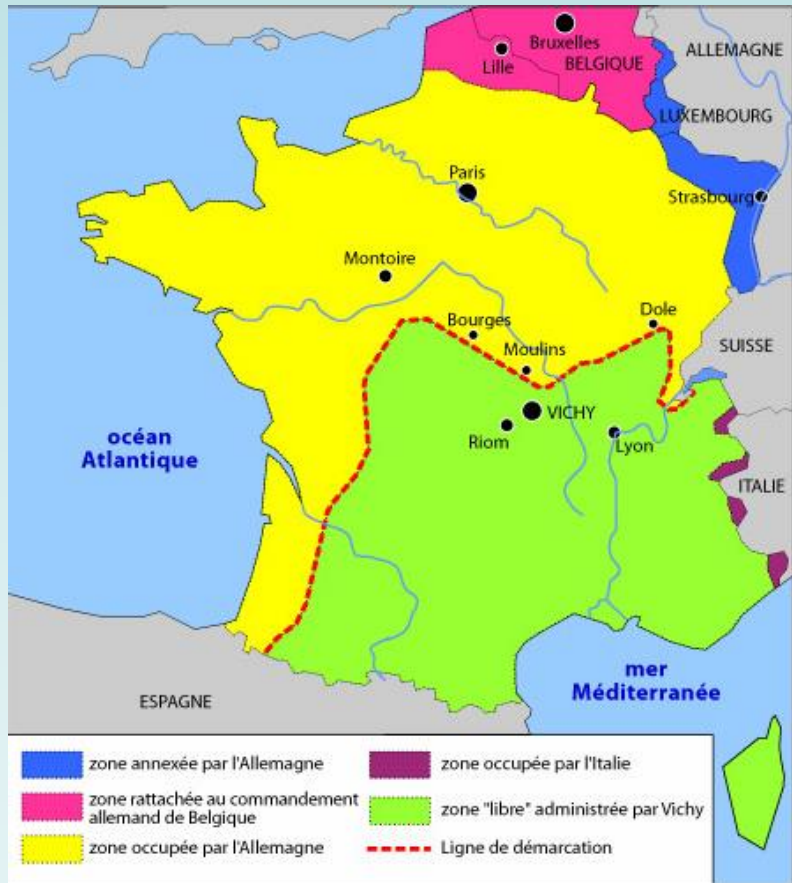 Bruxelles
ALLEMAGNE
Lille
BELGIQUE
LUXEMBOURG
Paris
Strasbourg
Montoire
Bourges
Dole
Moulins
SUISSE
VICHY
océan
Atlantique
Riom
Lyon
ITALIE
mer
Méditerranée
ESPAGNE
zone annexée par l'Allemagne
zone rattachée au commandement
allemand de Belgique
zone occupée par l'Allemagne
zone occupée par l'Italie
zone "libre" administrée par Vichy
Ligne de démarcation